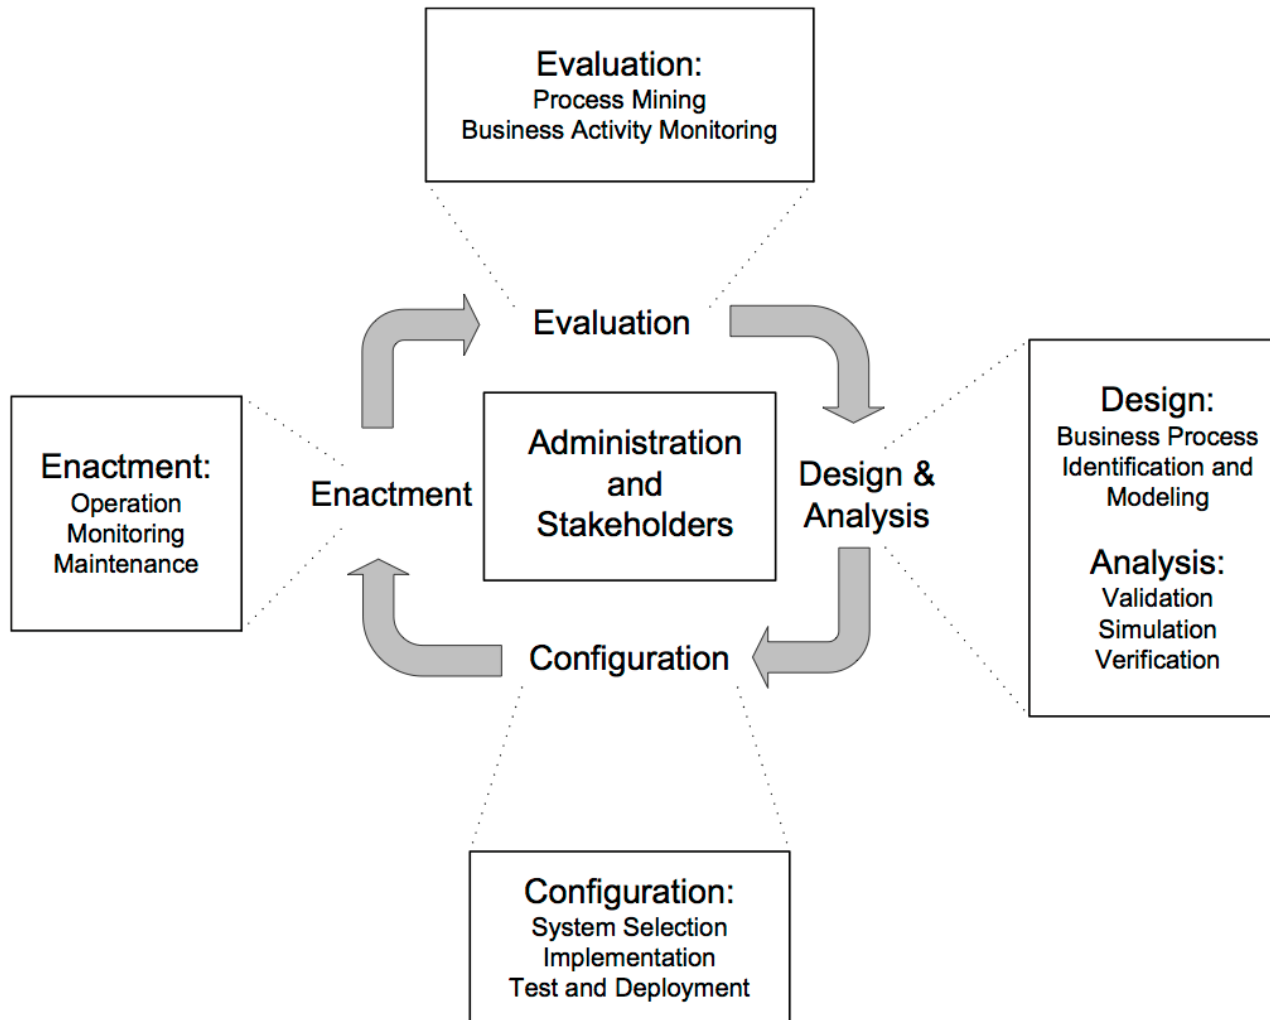 Evaluation:
Process Mining
Business Activity Monitoring
Evaluation
Enactment:
Operation
Monitoring
Maintenance
Enactment
Administration
and
Stakeholders
Design &
Analysis
Design:
Business Process
Identification and
Modeling
Analysis:
Validation
Simulation
Verification
Configuration
Configuration:
System Selection
Implementation
Test and Deployment